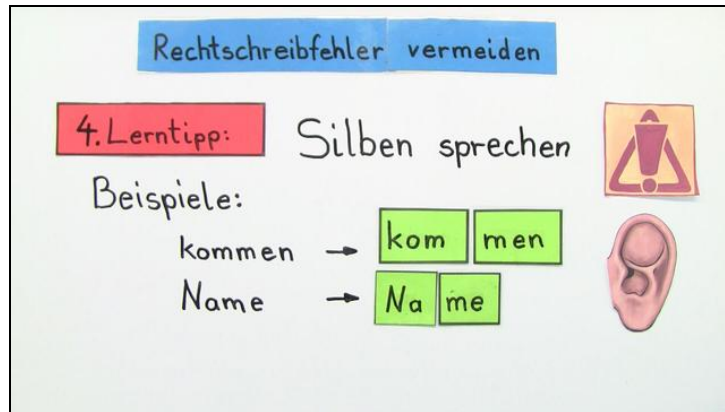 Rechtschreibfehler vermeiden
4. Lerntipp: Silben sprechen
Beispiele:
kommen → kom men
Name → Na me